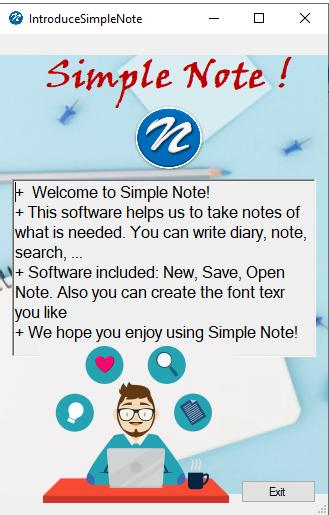 IntroduceSimpleNote
Simple Note !
n
+  Welcome to Simple Note!
+ This software helps us to take notes of
what is needed. You can write diary, note,
search, ...
+ Software included: New, Save, Open
Note. Also you can create the font texr
you like
+ We hope you enjoy using Simple Note!
Exit